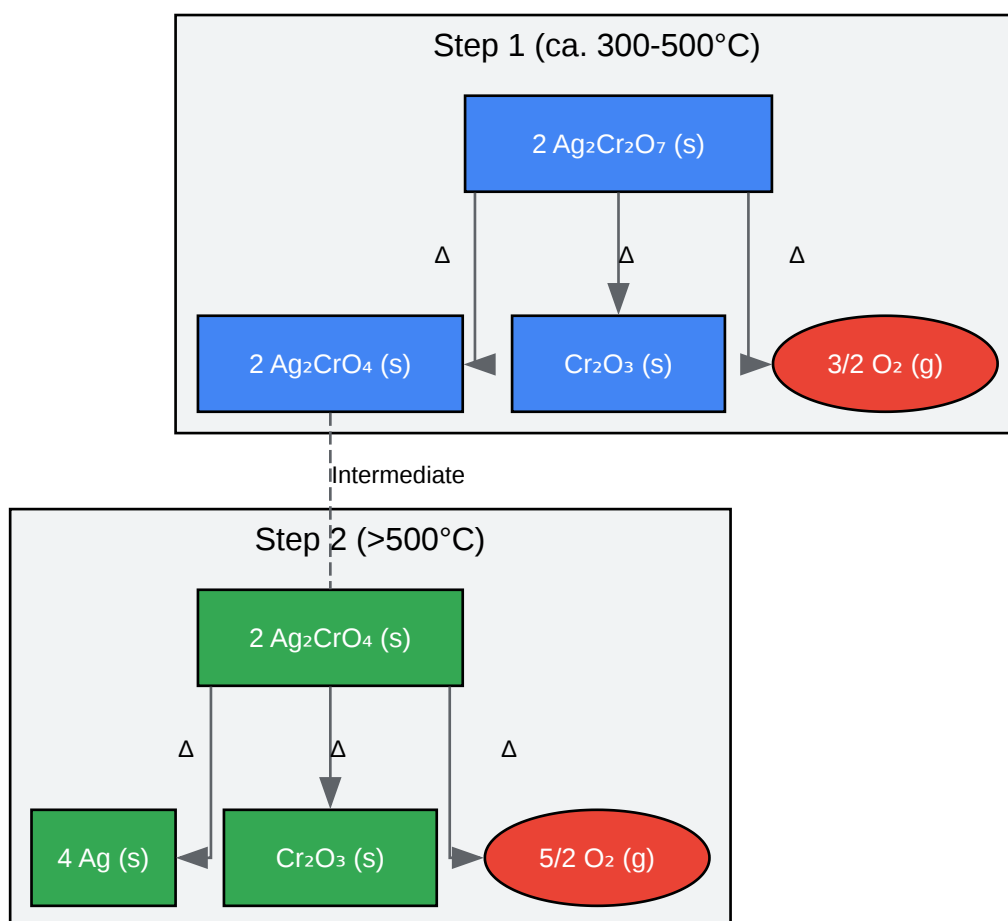 Step 1 (ca. 300-500°C)
2 Ag₂Cr₂O₇ (s)
Δ
Δ
Δ
2 Ag₂CrO₄ (s)
Cr₂O₃ (s)
3/2 O₂ (g)
Intermediate
Step 2 (>500°C)
2 Ag₂CrO₄ (s)
Δ
Δ
Δ
4 Ag (s)
Cr₂O₃ (s)
5/2 O₂ (g)